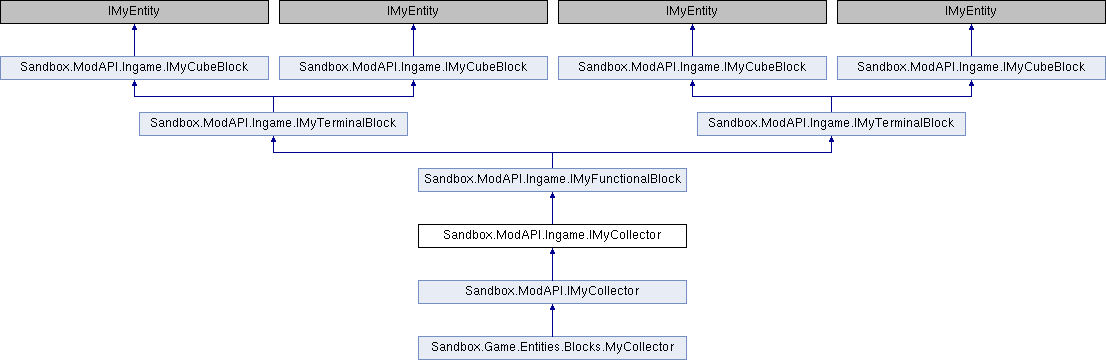 IMyEntity
IMyEntity
IMyEntity
IMyEntity
Sandbox.ModAPI.Ingame.IMyCubeBlock
Sandbox.ModAPI.Ingame.IMyCubeBlock
Sandbox.ModAPI.Ingame.IMyCubeBlock
Sandbox.ModAPI.Ingame.IMyCubeBlock
Sandbox.ModAPI.Ingame.IMyTerminalBlock
Sandbox.ModAPI.Ingame.IMyTerminalBlock
Sandbox.ModAPI.Ingame.IMyFunctionalBlock
Sandbox.ModAPI.Ingame.IMyCollector
Sandbox.ModAPI.IMyCollector
Sandbox.Game.Entities.Blocks.MyCollector